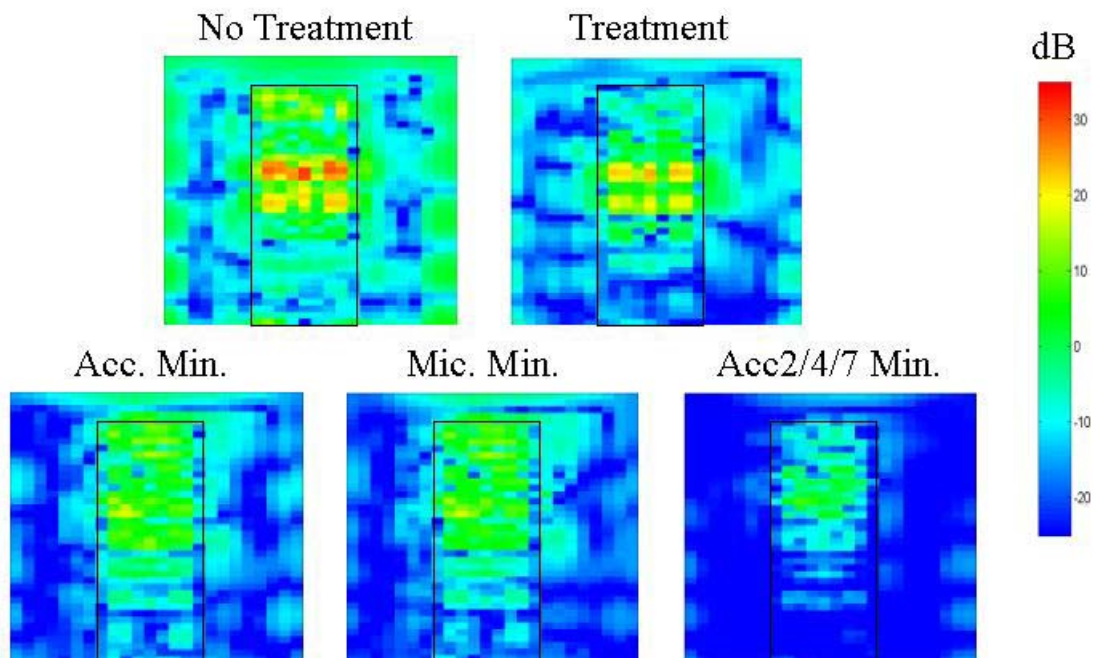 No Treatment
Treatment
dB
30
20
10
0
-10
-20
Acc. Min.
Mic. Min.
Acc2/4/7 Min.